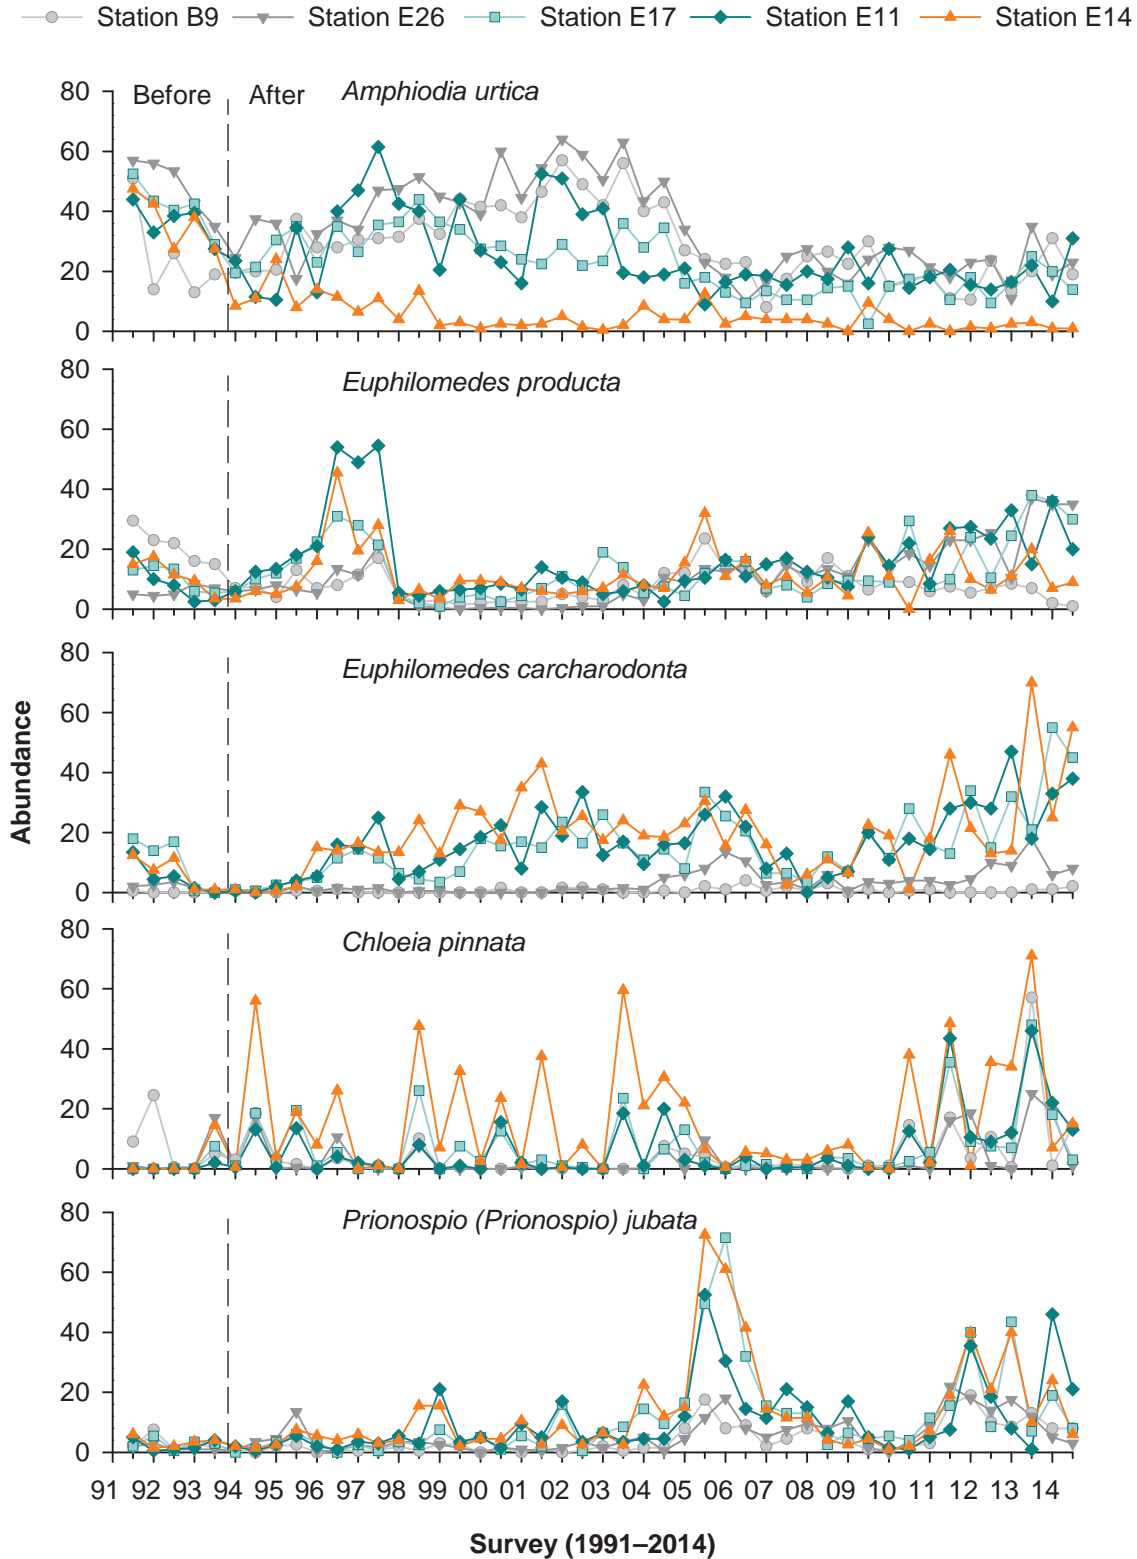 Station B9 Station E26 Station E17 Station E11 Station E14
80 Before After Amphiodia urtica
60
40
20
0
80 Euphilomedes producta
60
40
20
0
80 Euphilomedes carcharodonta
60
40
20
0
Abundance
80 Chloeia pinnata
60
40
20
0
80 Prionospio (Prionospio) jubata
60
40
20
0
91 92 93 94 95 96 97 98 99 00 01 02 03 04 05 06 07 08 09 10 11 12 13 14
Survey (1991–2014)